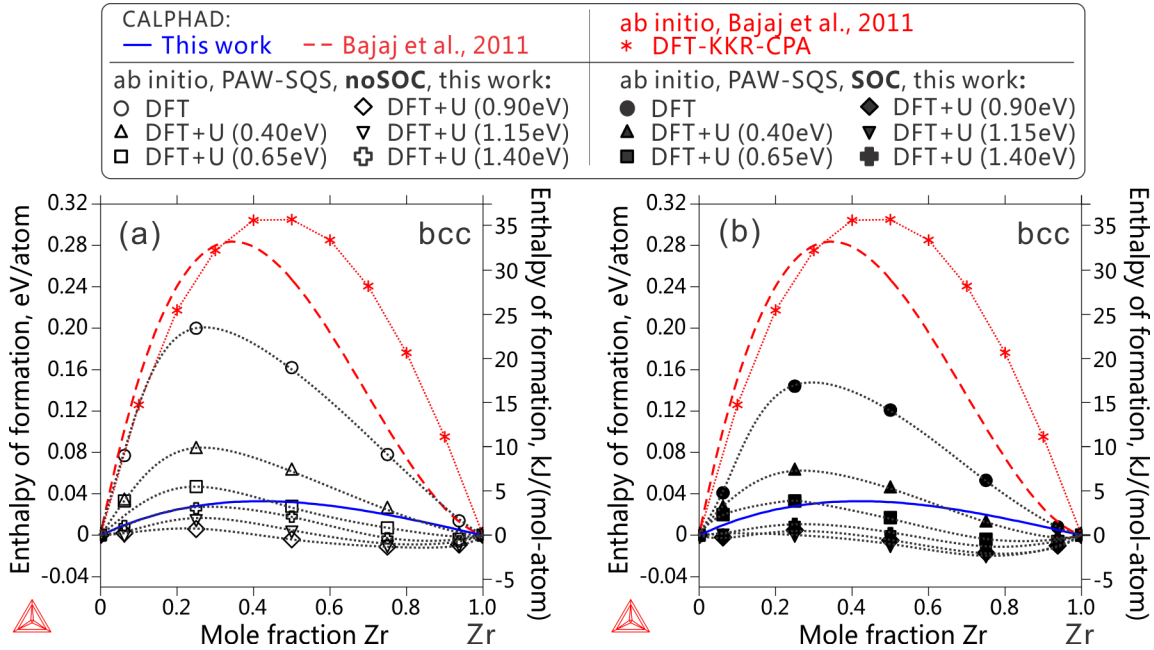 CALPHAD:
This work
Bajaj et al., 2011
ab initio, Bajaj et al., 2011
DFT-KKR-CPA
ab initio, PAW-SQS, noSOC, this work:
DFT
DFT+U (0.90eV)
DFT+U (0.40eV)
DFT+U (1.15eV)
DFT+U (0.65eV)
DFT+U (1.40eV)
ab initio, PAW-SQS, SOC, this work:
DFT
DFT+U (0.90eV)
DFT+U (0.40eV)
DFT+U (1.15eV)
DFT+U (0.65eV)
DFT+U (1.40eV)
(a)
bcc
Enthalpy of formation, eV/atom
0.32
0.28
0.24
0.20
0.16
0.12
0.08
0.04
0
-0.04
Enthalpy of formation, kJ/(mol-atom)
35
30
25
20
15
10
5
0
-5
0
0.2
0.4
0.6
0.8
1.0
Mole fraction Zr
Zr
(b)
bcc
Enthalpy of formation, eV/atom
0.32
0.28
0.24
0.20
0.16
0.12
0.08
0.04
0
-0.04
Enthalpy of formation, kJ/(mol-atom)
35
30
25
20
15
10
5
0
-5
0
0.2
0.4
0.6
0.8
1.0
Mole fraction Zr
Zr